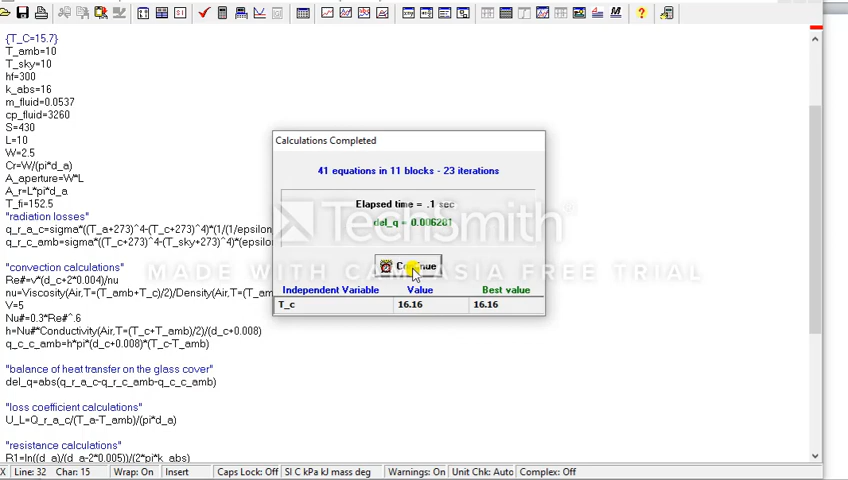 {T_C=15.7}
T_amb=10
T_sky=10
hf=300
k_abs=16
m_fluid=0.0537
cp_fluid=3260
S=430
L=10
W=2.5
Cr=W/(pi*d_a)
A_aperture=W*L
A_r=L*pi*d_a
T_fi=152.5
"radiation losses"
q_r_a_c=sigma*((T_a+273)^4-(T_c+273)^4)*(1/(1/epsilon
q_r_c_amb=sigma*((T_c+273)^4-(T_sky+273)^4)*(epsilon
"convection calculations"
Re#=v*(d_c+2*0.004)/nu
nu=Viscosity(Air,T=(T_amb+T_c)/2)/Density(Air,T=(T_
V=5
Nu#=0.3*Re#^.6
h=Nu#*Conductivity(Air,T=(T_c+T_amb)/2)/(d_c+0.008)
q_c_c_amb=h*pi*(d_c+0.008)*(T_c-T_amb)
"balance of heat transfer on the glass cover"
del_q=abs(q_r_a_c-q_r_c_amb-q_c_c_amb)
"loss coefficient calculations"
U_L=Q_r_a_c/(T_a-T_amb)/(pi*d_a)
"resistance calculations"
R1=ln((d_a)/(d_a-2*0.005))/(2*pi*k_abs)
Calculations Completed
41 equations in 11 blocks - 23 iterations
Elapsed time = .1 sec
del_q = 0.006281
Continue
Independent Variable Value Best value
T_c 16.16 16.16
TechSmith
MADE WITH CAMTASIA FREE TRIAL
Line: 32 Char: 15 Wrap: On Insert Caps Lock: Off SI C kPa kJ mass deg Warnings: On Unit Chk: Auto Complex: Off